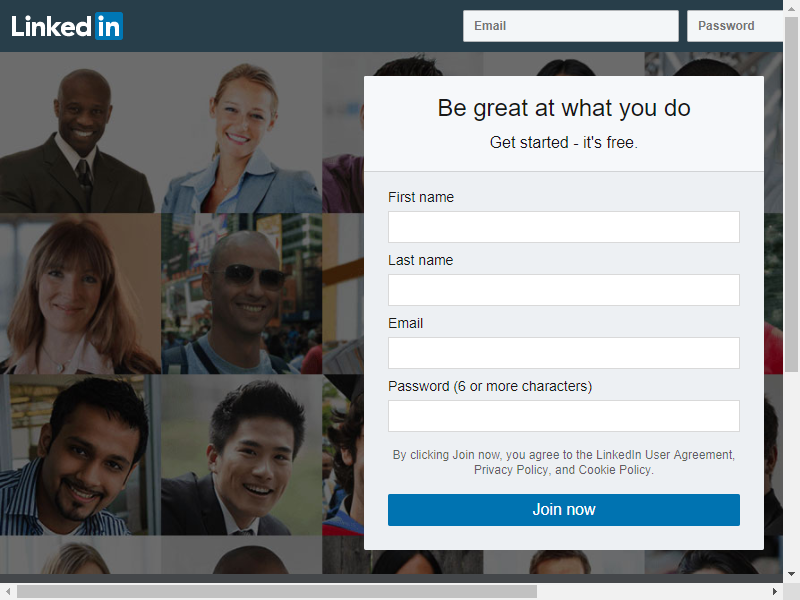 Linked in
Email
Password
Be great at what you do
Get started - it's free.
First name
Last name
Email
Password (6 or more characters)
By clicking Join now, you agree to the LinkedIn User Agreement,
Privacy Policy, and Cookie Policy.
Join now